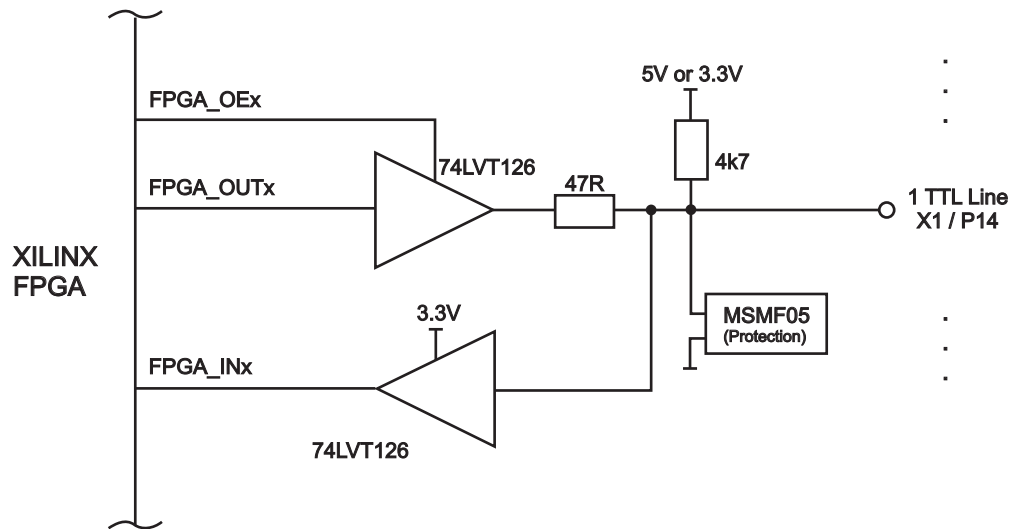 5V or 3.3V
FPGA_OEx
74LVT126
4k7
FPGA_OUTx
47R
1 TTL Line
X1 / P14
XILINX
FPGA
3.3V
MSMF05
(Protection)
FPGA_INx
74LVT126